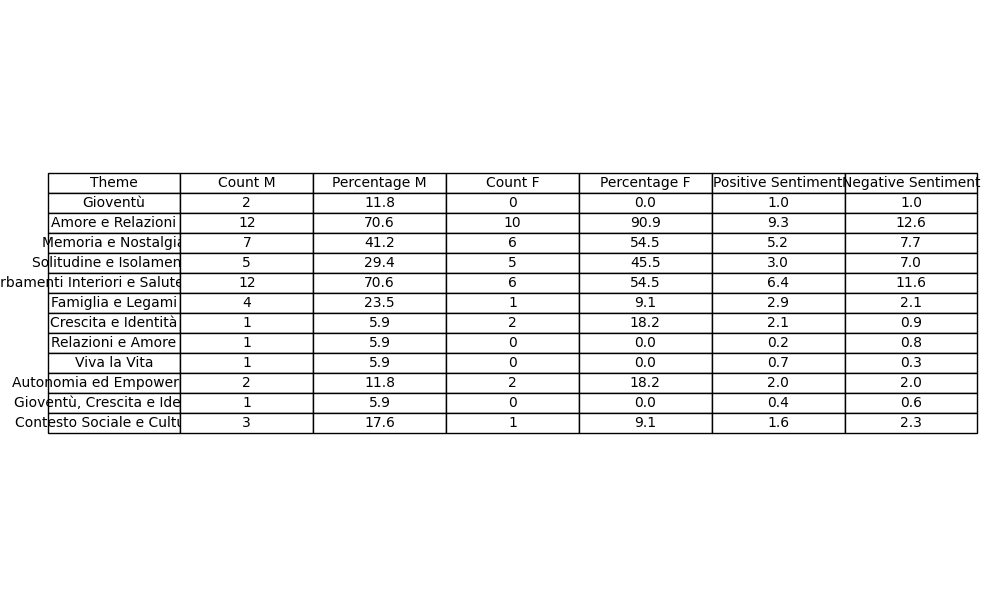 Theme Count M Percentage M Count F Percentage F Positive Sentiment Negative Sentiment
Gioventù 2 11.8 0 0.0 1.0 1.0
Amore e Relazioni 12 70.6 10 90.9 9.3 12.6
Memoria e Nostalgia 7 41.2 6 54.5 5.2 7.7
Solitudine e Isolamen 5 29.4 5 45.5 3.0 7.0
rbamenti Interiori e Salute 12 70.6 6 54.5 6.4 11.6
Famiglia e Legami 4 23.5 1 9.1 2.9 2.1
Crescita e Identità 1 5.9 2 18.2 2.1 0.9
Relazioni e Amore 1 5.9 0 0.0 0.2 0.8
Viva la Vita 1 5.9 0 0.0 0.7 0.3
Autonomia ed Empower 2 11.8 2 18.2 2.0 2.0
Gioventù, Crescita e Ide 1 5.9 0 0.0 0.4 0.6
Contesto Sociale e Cultu 3 17.6 1 9.1 1.6 2.3